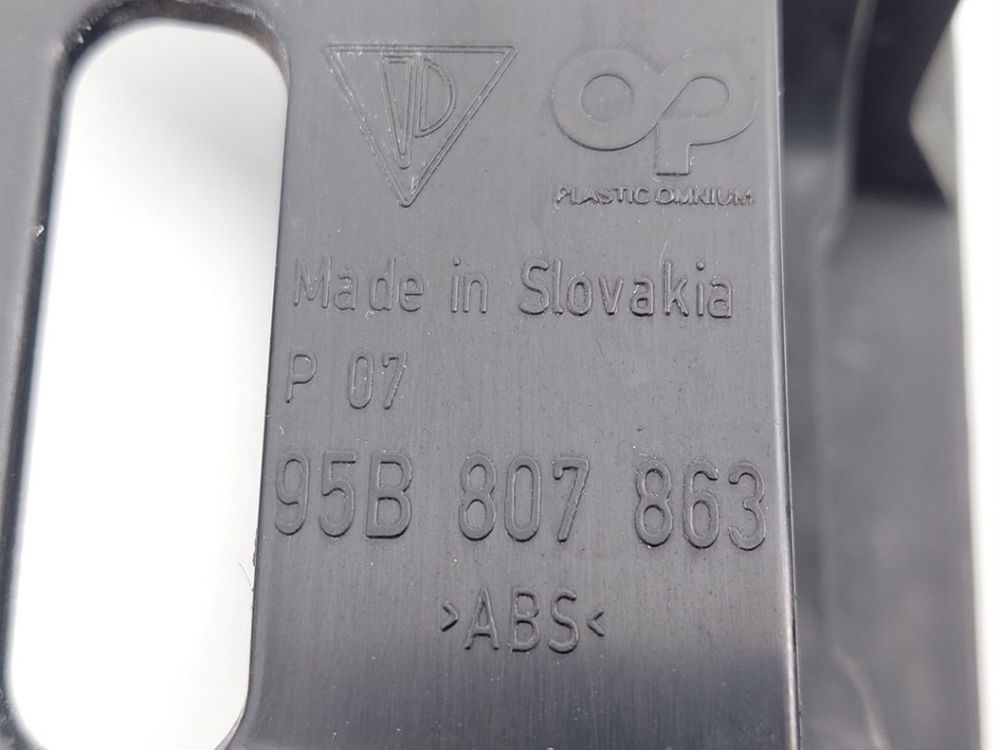 OP
PLASTIC OMNIUM
Made in Slovakia
P 07
95B 807 863
>ABS<